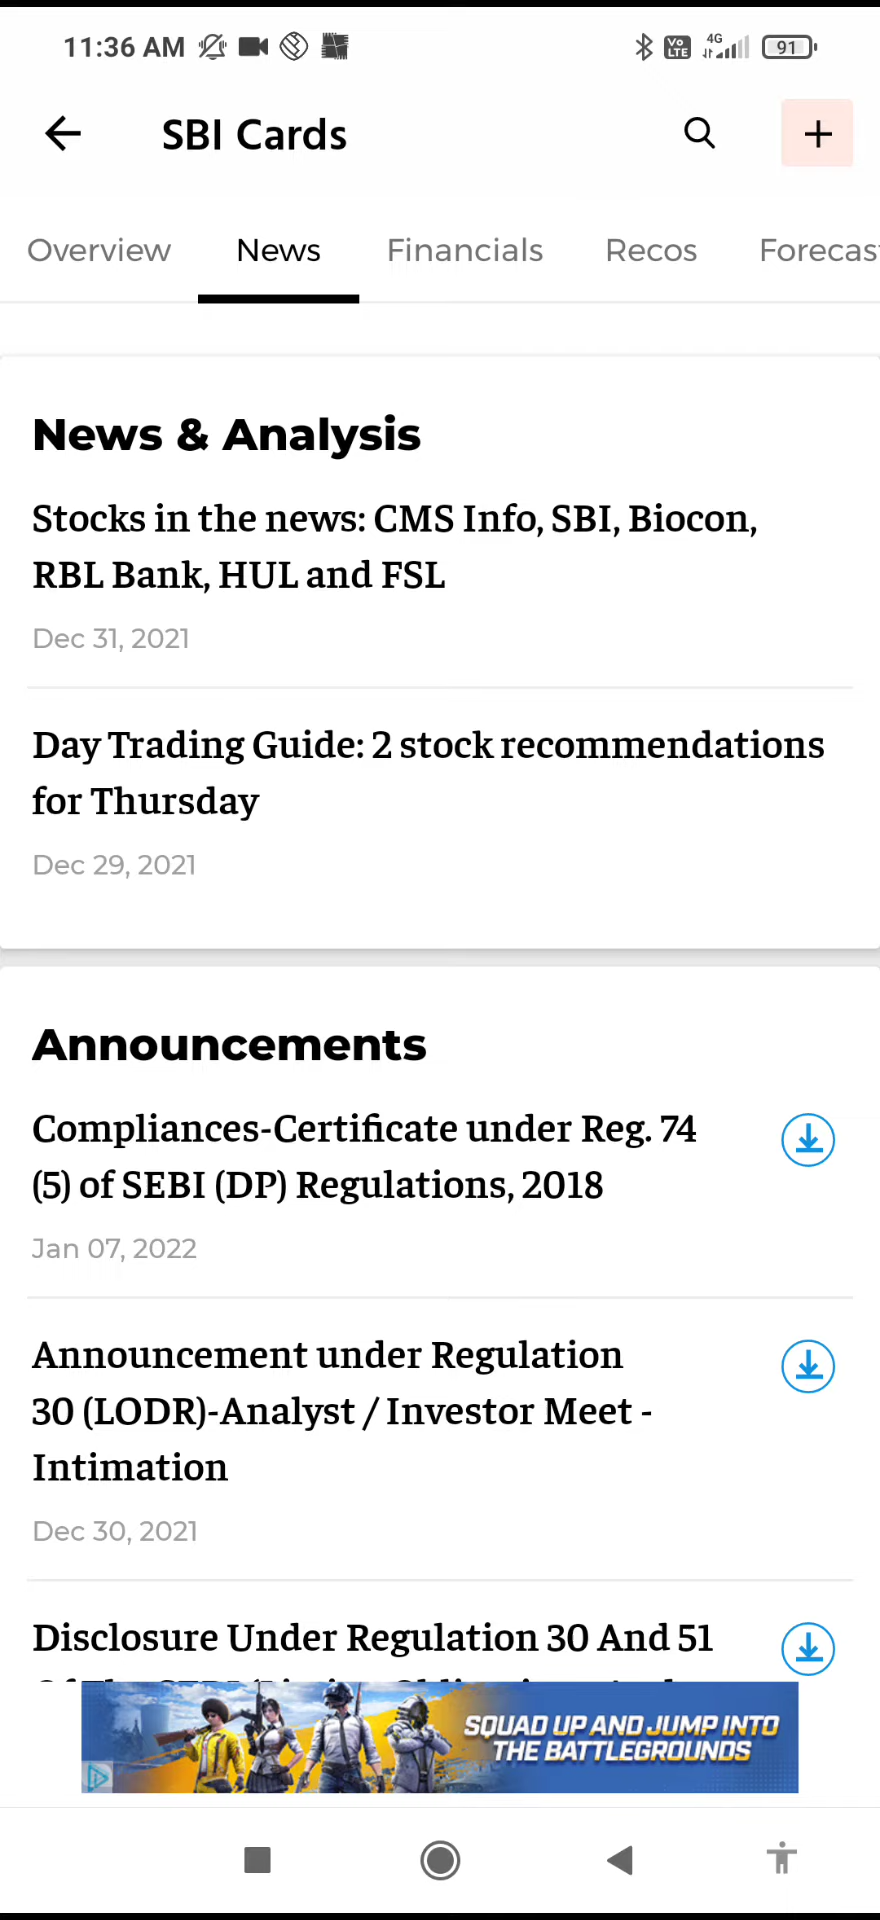 11:36 AM
Vo LTE 4G 91
SBI Cards
Overview News Financials Recos Forecas
News & Analysis
Stocks in the news: CMS Info, SBI, Biocon,
RBL Bank, HUL and FSL
Dec 31, 2021
Day Trading Guide: 2 stock recommendations
for Thursday
Dec 29, 2021
Announcements
Compliances-Certificate under Reg. 74
(5) of SEBI (DP) Regulations, 2018
Jan 07, 2022
Announcement under Regulation
30 (LODR)-Analyst / Investor Meet -
Intimation
Dec 30, 2021
Disclosure Under Regulation 30 And 51
SQUAD UP AND JUMP INTO
THE BATTLEGROUNDS